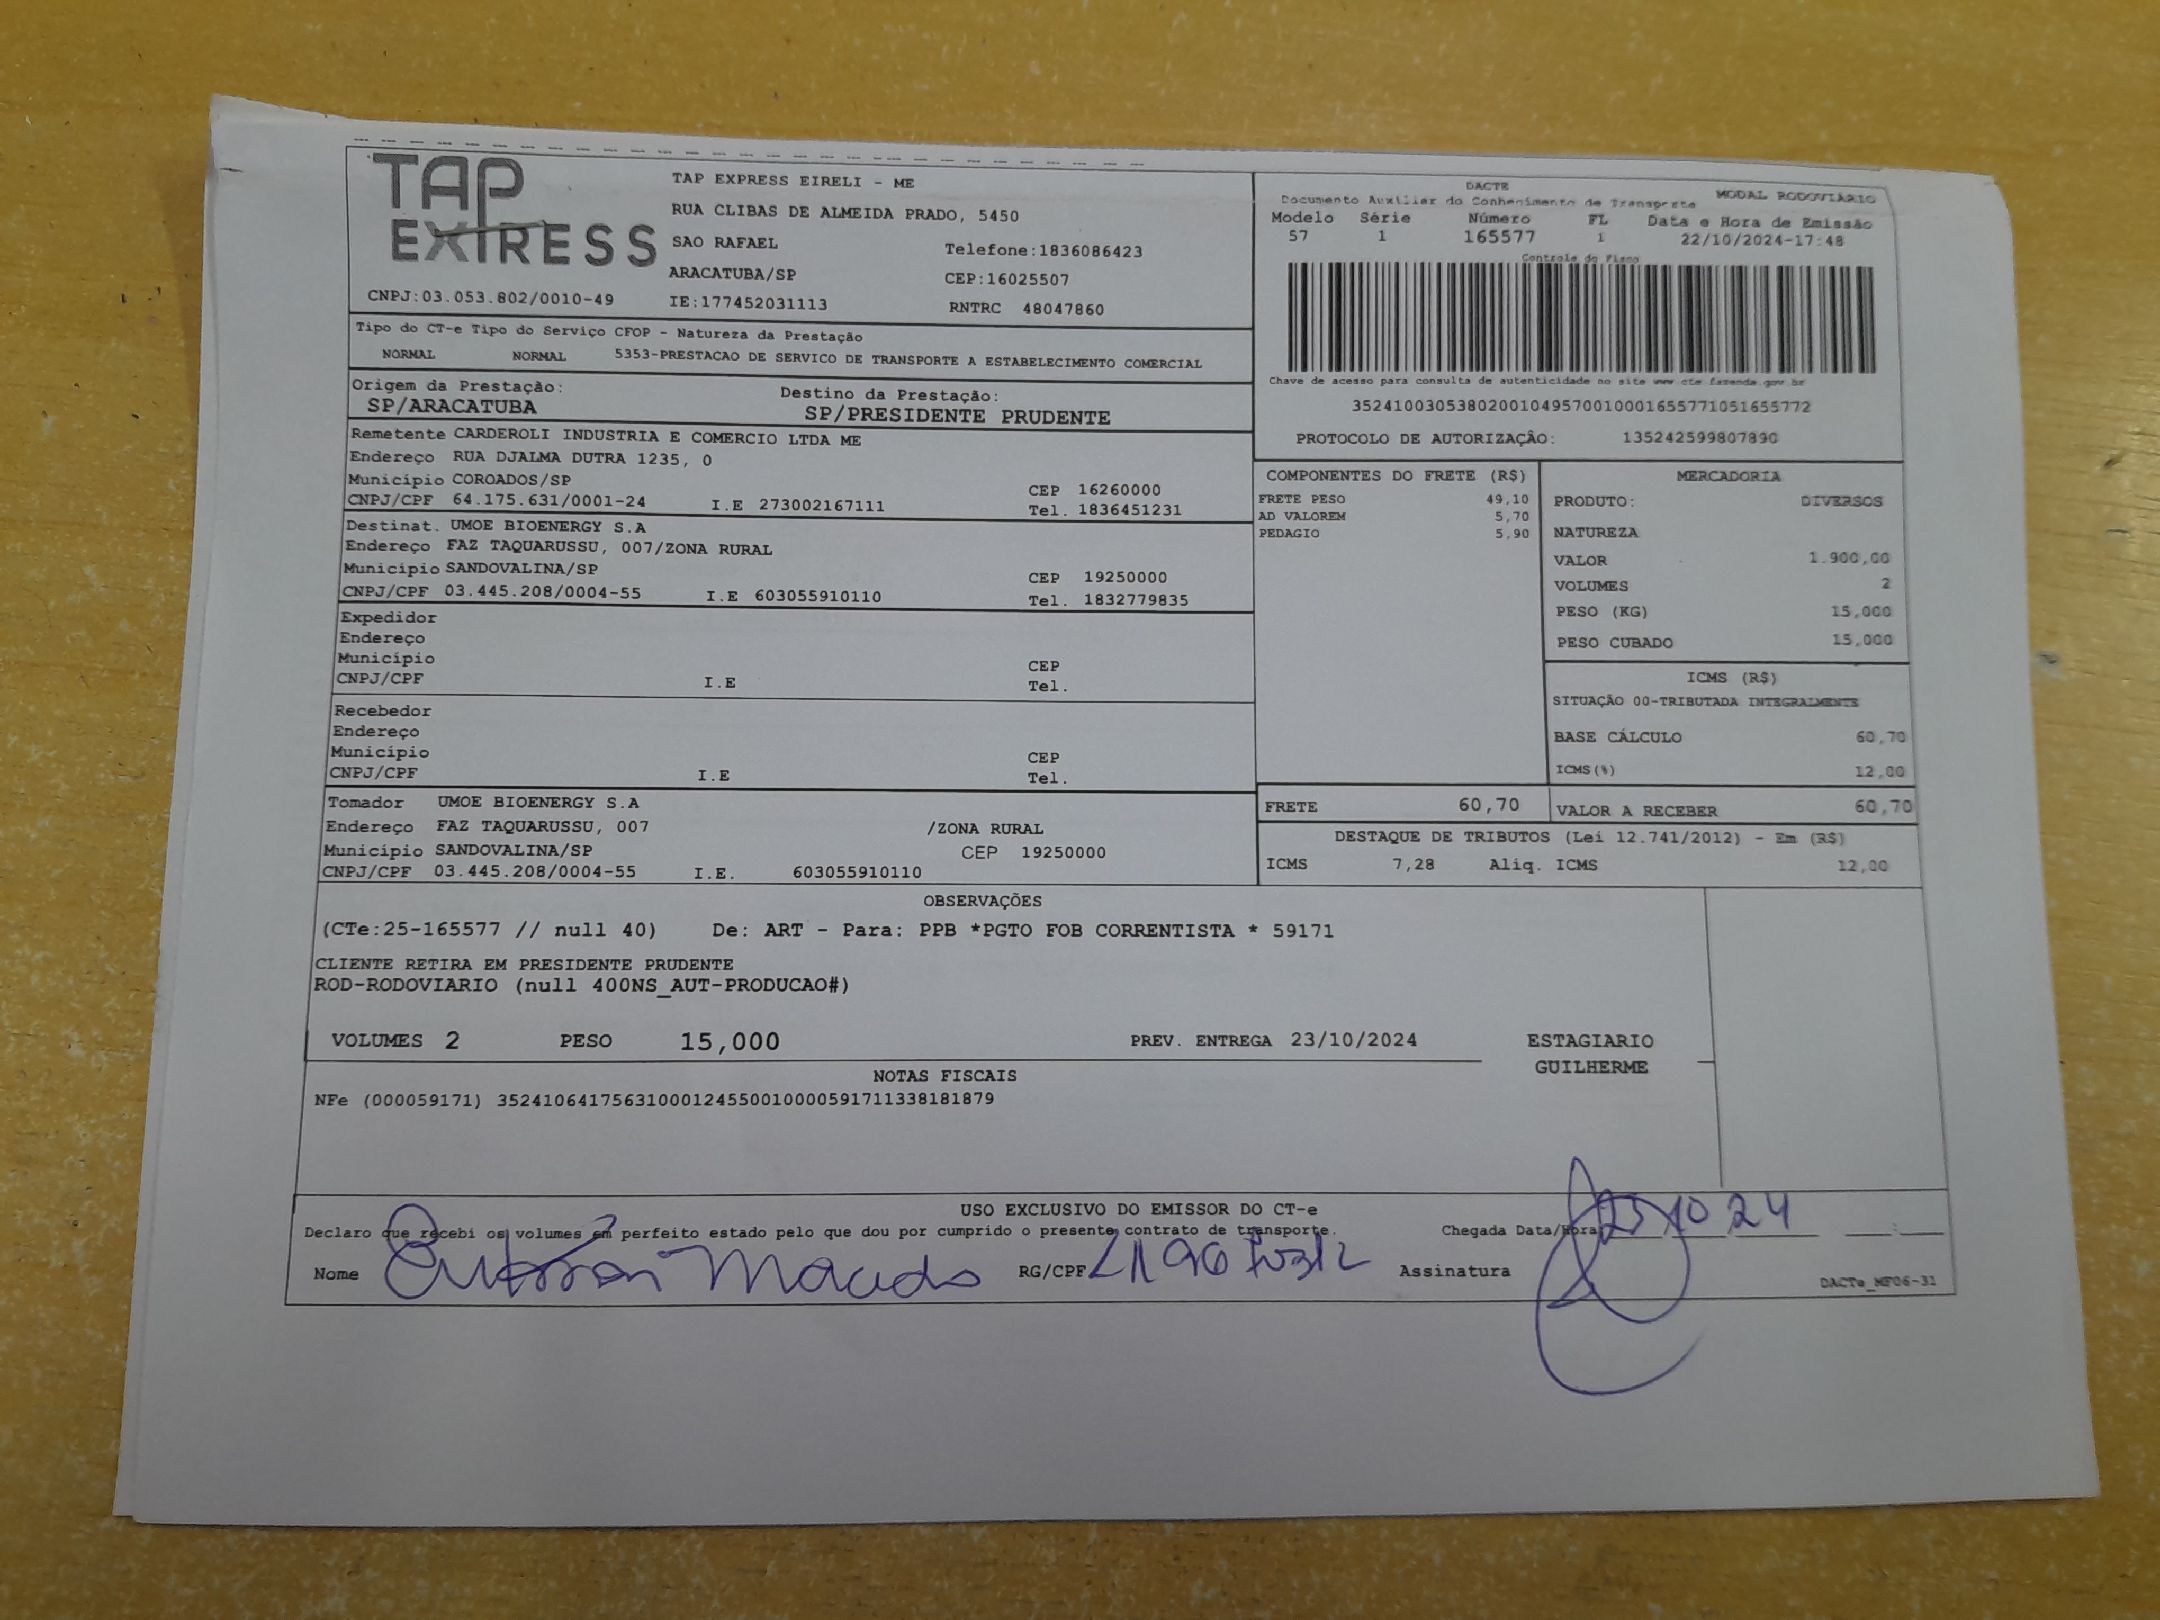 TAP EXPRESS
TAP EXPRESS EIRELI - ME
RUA CLIBAS DE ALMEIDA PRADO, 5450
SAO RAFAEL Telefone:1836086423
ARACATUBA/SP CEP:16025507
CNPJ:03.053.802/0010-49 IE:177452031113 RNTRC 48047860
DACTE MODAL RODOVIÁRIO
Documento Auxiliar do Conhecimento de Transporte
Modelo Série Número FL Data e Hora de Emissão
57 1 165577 1 22/10/2024-17:48
Controle do Fisco
Chave de acesso para consulta de autenticidade no site www.cte.fazenda.gov.br
35241003053802001049570010001655771051655772
PROTOCOLO DE AUTORIZAÇÃO: 135242599807890
Tipo do CT-e Tipo do Serviço CFOP - Natureza da Prestação
NORMAL NORMAL 5353-PRESTACAO DE SERVICO DE TRANSPORTE A ESTABELECIMENTO COMERCIAL
Origem da Prestação: Destino da Prestação:
SP/ARACATUBA SP/PRESIDENTE PRUDENTE
Remetente CARDEROLI INDUSTRIA E COMERCIO LTDA ME
Endereço RUA DJALMA DUTRA 1235, 0
Município COROADOS/SP CEP 16260000
CNPJ/CPF 64.175.631/0001-24 I.E 273002167111 Tel. 1836451231
Destinat. UMOE BIOENERGY S.A
Endereço FAZ TAQUARUSSU, 007/ZONA RURAL
Município SANDOVALINA/SP CEP 19250000
CNPJ/CPF 03.445.208/0004-55 I.E 603055910110 Tel. 1832779835
Expedidor
Endereço
Município CEP
CNPJ/CPF I.E Tel.
Recebedor
Endereço
Município CEP
CNPJ/CPF I.E Tel.
Tomador UMOE BIOENERGY S.A
Endereço FAZ TAQUARUSSU, 007 /ZONA RURAL
Município SANDOVALINA/SP CEP 19250000
CNPJ/CPF 03.445.208/0004-55 I.E. 603055910110
COMPONENTES DO FRETE (R$)
FRETE PESO 49,10
AD VALOREM 5,70
PEDAGIO 5,90
MERCADORIA
PRODUTO: DIVERSOS
NATUREZA
VALOR 1.900,00
VOLUMES 2
PESO (KG) 15,000
PESO CUBADO 15,000
ICMS (R$)
SITUAÇÃO 00-TRIBUTADA INTEGRALMENTE
BASE CÁLCULO 60,70
ICMS(%) 12,00
FRETE 60,70 VALOR A RECEBER 60,70
DESTAQUE DE TRIBUTOS (Lei 12.741/2012) - Em (R$)
ICMS 7,28 Aliq. ICMS 12,00
OBSERVAÇÕES
(CTe:25-165577 // null 40) De: ART - Para: PPB *PGTO FOB CORRENTISTA * 59171
CLIENTE RETIRA EM PRESIDENTE PRUDENTE
ROD-RODOVIARIO (null 400NS_AUT-PRODUCAO#)
VOLUMES 2 PESO 15,000 PREV. ENTREGA 23/10/2024 ESTAGIARIO
GUILHERME
NOTAS FISCAIS
NFe (000059171) 35241064175631000124550010000591711338181879
USO EXCLUSIVO DO EMISSOR DO CT-e
Declaro que recebi os volumes em perfeito estado pelo que dou por cumprido o presente contrato de transporte. Chegada Data/Hora 23 10 24 __:__
Nome Macedo RG/CPF Assinatura
DACTe_MF06-31